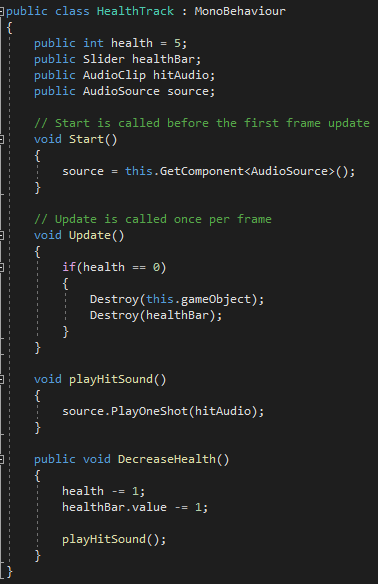 public class HealthTrack : MonoBehaviour
{
    public int health = 5;
    public Slider healthBar;
    public AudioClip hitAudio;
    public AudioSource source;

    // Start is called before the first frame update
    void Start()
    {
        source = this.GetComponent<AudioSource>();
    }

    // Update is called once per frame
    void Update()
    {
        if(health == 0)
        {
            Destroy(this.gameObject);
            Destroy(healthBar);
        }
    }

    void playHitSound()
    {
        source.PlayOneShot(hitAudio);
    }

    public void DecreaseHealth()
    {
        health -= 1;
        healthBar.value -= 1;

        playHitSound();
    }
}